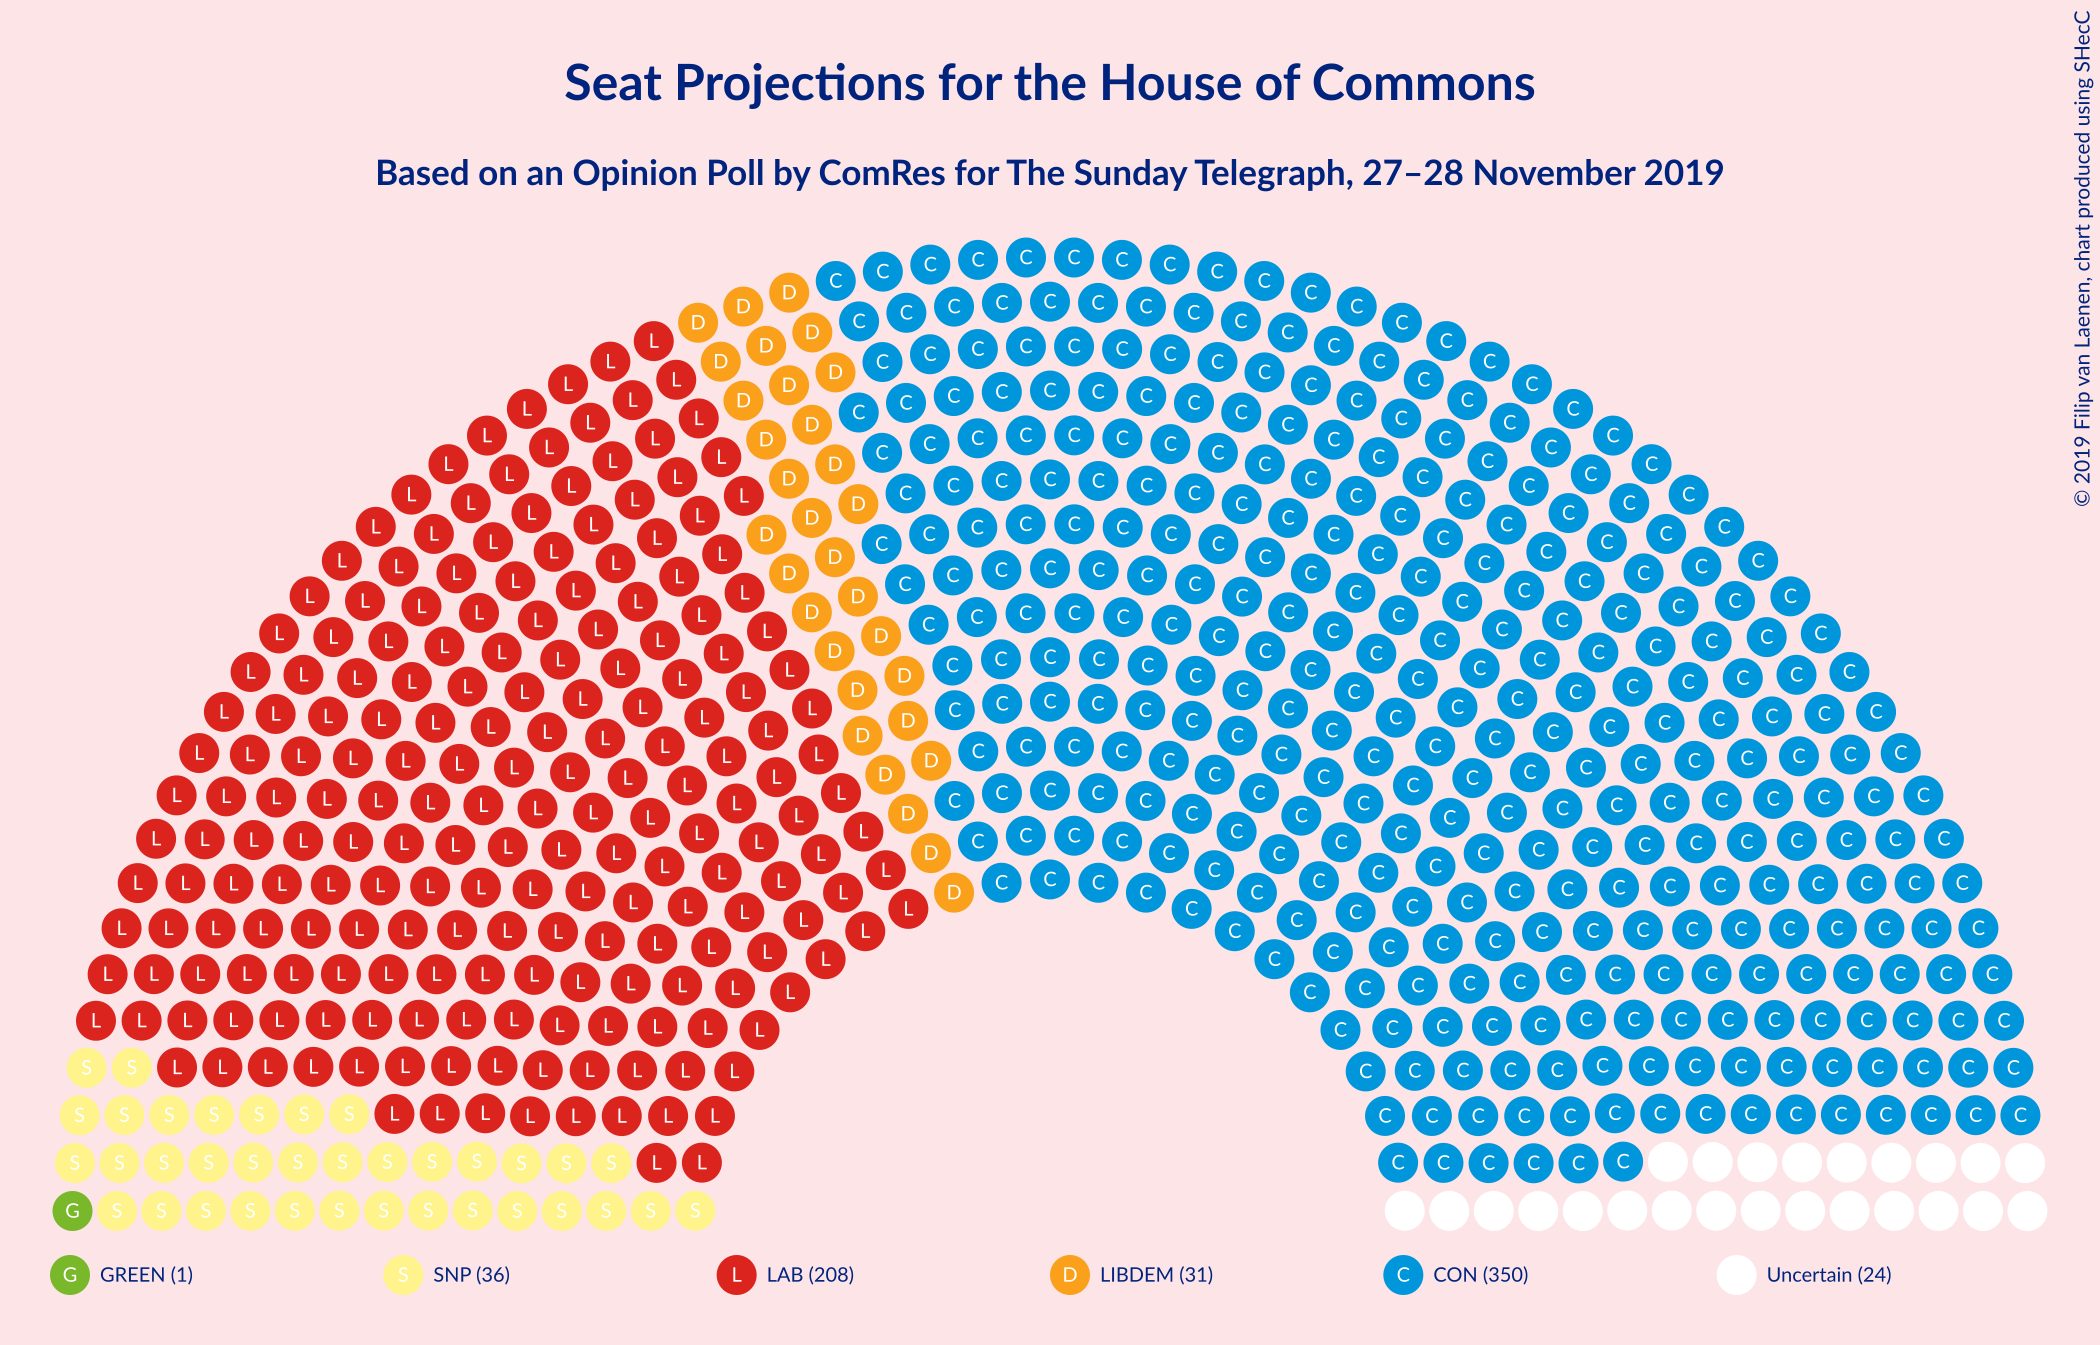 Seat Projections for the House of Commons
Based on an Opinion Poll by ComRes for The Sunday Telegraph, 27–28 November 2019
© 2019 Filip van Laenen, chart produced using SHecC
G GREEN (1)
S SNP (36)
L LAB (208)
D LIBDEM (31)
C CON (350)
Uncertain (24)